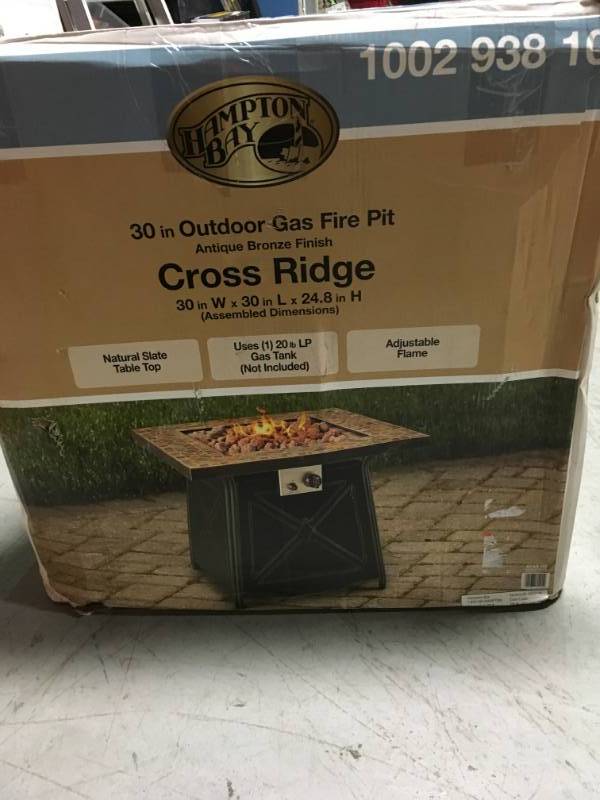 1002 938 10
HAMPTON
BAY
30 in Outdoor Gas Fire Pit
Antique Bronze Finish
Cross Ridge
30 in W x 30 in L x 24.8 in H
(Assembled Dimensions)
Natural Slate
Table Top
Uses (1) 20 lb LP
Gas Tank
(Not Included)
Adjustable
Flame